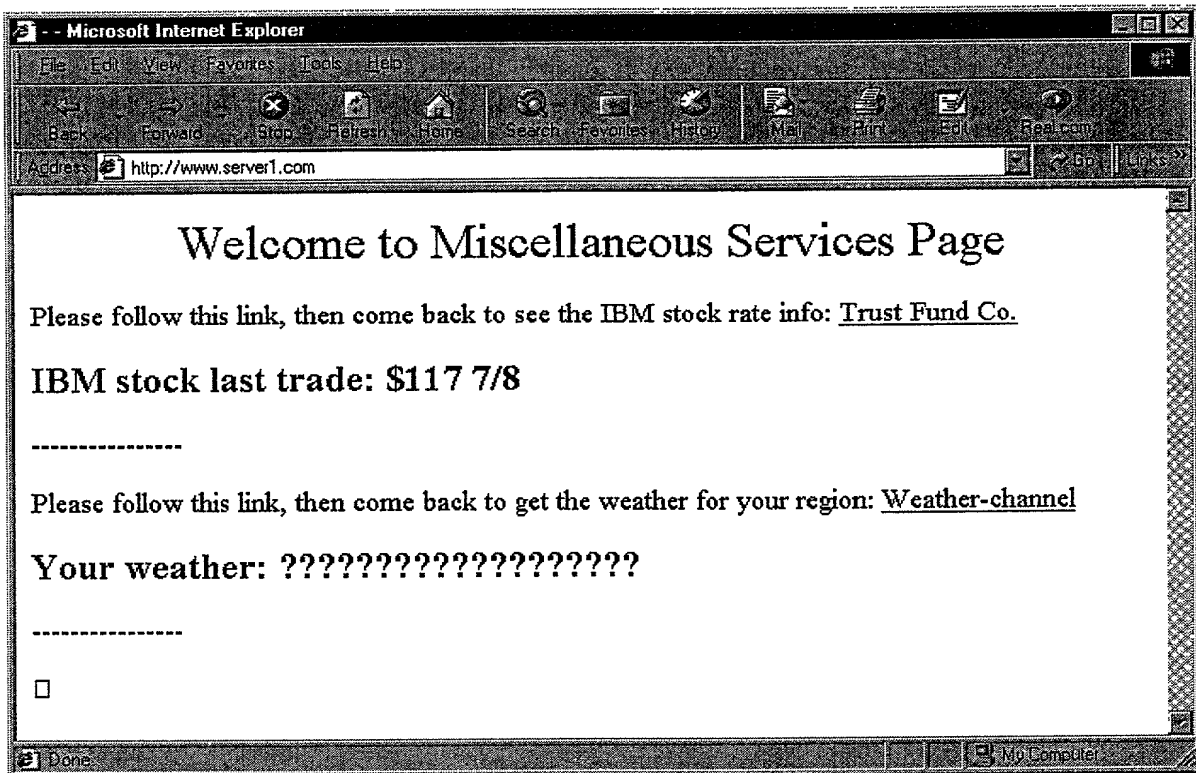 - - Microsoft Internet Explorer
File Edit View Favorites Tools Help
Back Forward Stop Refresh Home Search Favorites History Mail Print Edit Real.com
Address http://www.server1.com Go Links »
Welcome to Miscellaneous Services Page
Please follow this link, then come back to see the IBM stock rate info: Trust Fund Co.
IBM stock last trade: $117 7/8
----------------
Please follow this link, then come back to get the weather for your region: Weather-channel
Your weather: ???????????????????
----------------
Done My Computer